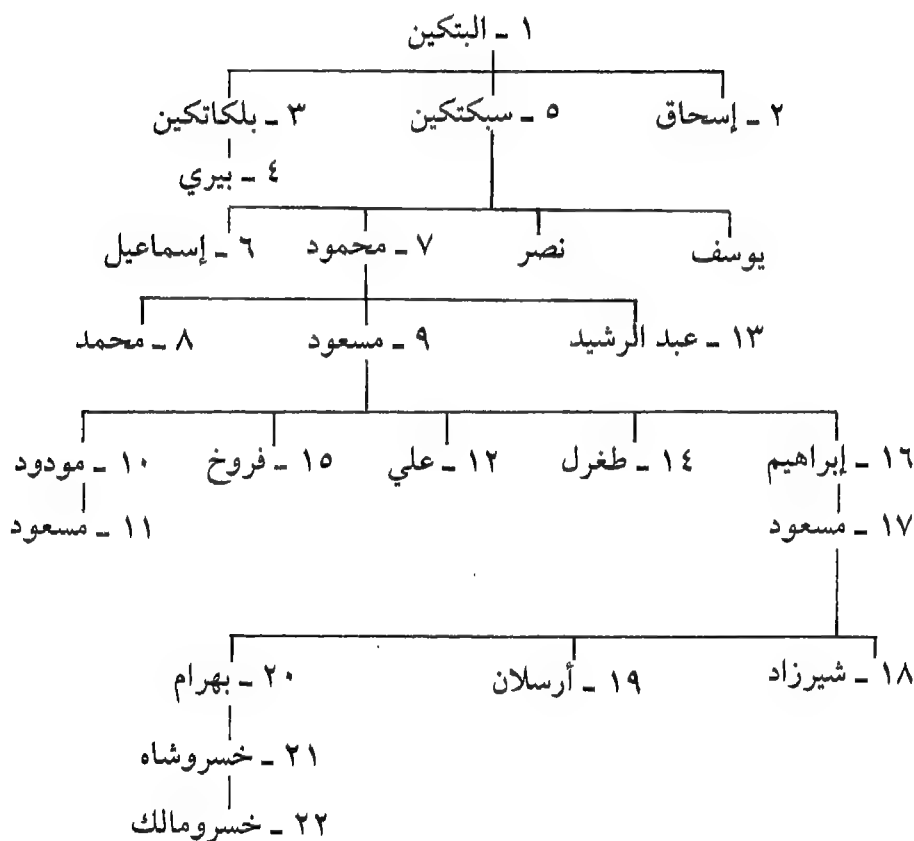 ١ - البتكين
٢ - إسحاق ٥ - سبكتكين ٣ - بلكاتكين
٤ - بيري
يوسف نصر ٧ - محمود ٦ - إسماعيل
١٣ - عبد الرشيد ٩ - مسعود ٨ - محمد
١٦ - إبراهيم ١٤ - طغرل ١٢ - علي ١٥ - فروخ ١٠ - مودود
١٧ - مسعود ١١ - مسعود
١٨ - شيرزاد ١٩ - أرسلان ٢٠ - بهرام
٢١ - خسروشاه
٢٢ - خسرومالك